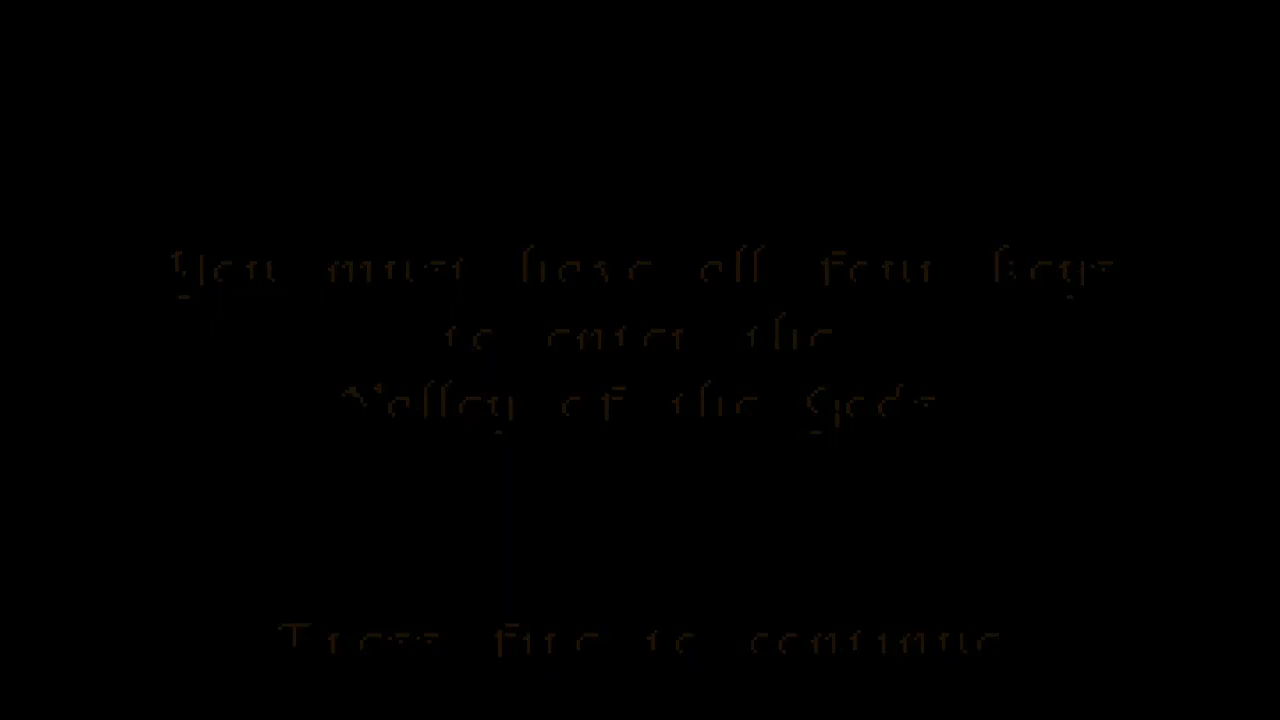 You must have all four keys
to enter the
Valley of the Gods
Press fire to continue